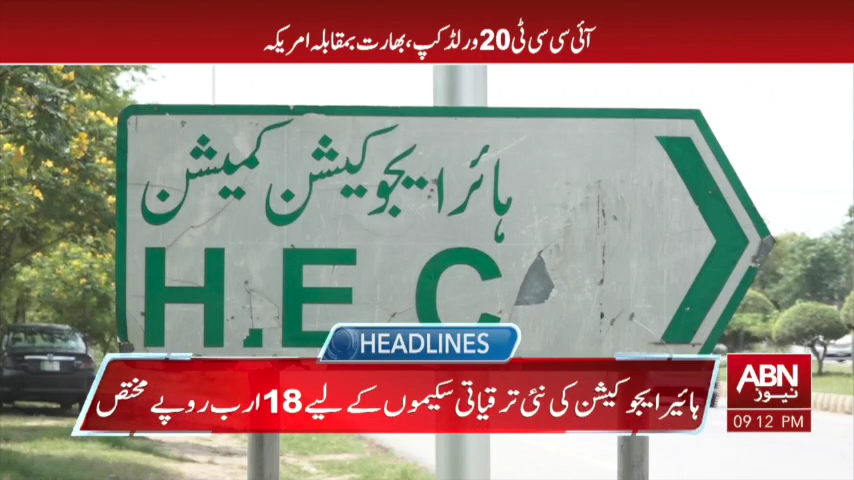 آئی سی سی ٹی 20 ورلڈ کپ، بھارت بمقابلہ امریکہ
ہائر ایجوکیشن کمیشن
H.E.C
HEADLINES
ہائیر ایجوکیشن کی نئی ترقیاتی سکیموں کے لیے 18 ارب روپے مختص
ABN
نیوز
09:12 PM